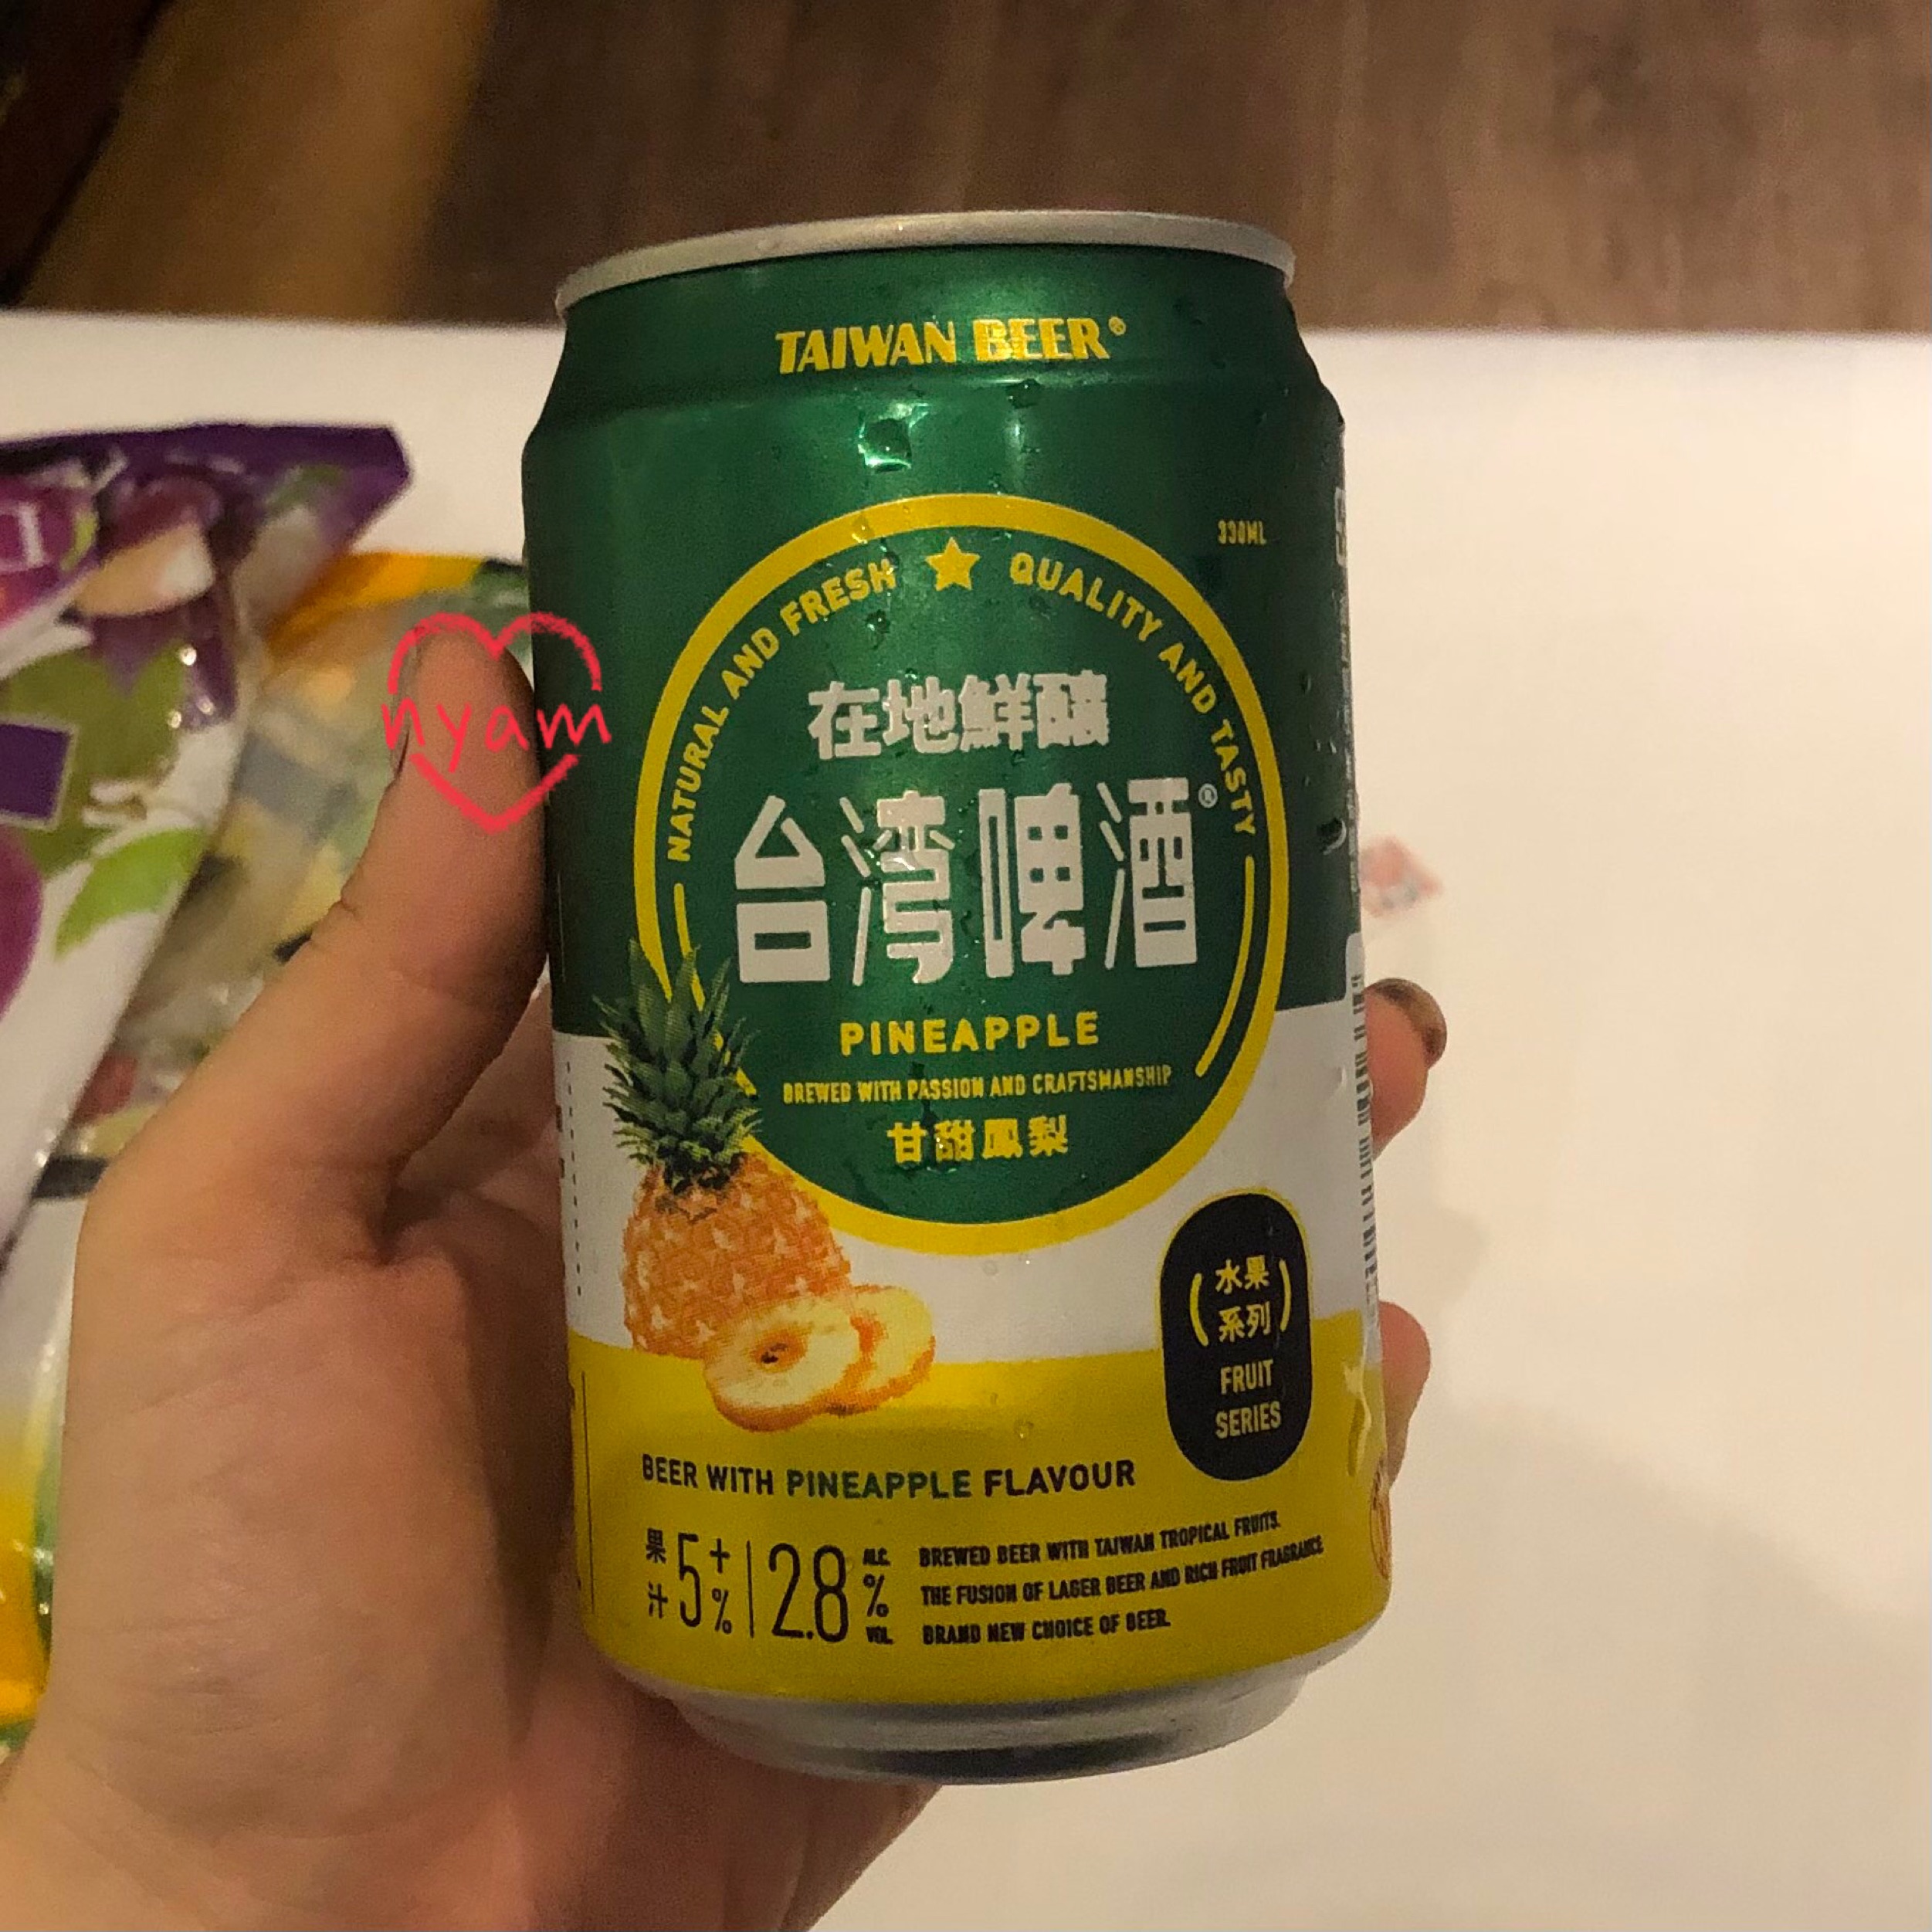 TAIWAN BEER®
330ML
NATURAL AND FRESH ★ QUALITY AND TASTY
nyam
在地鮮釀
台湾啤酒®
PINEAPPLE
BREWED WITH PASSION AND CRAFTSMANSHIP
甘甜鳳梨
水果
系列
FRUIT
SERIES
BEER WITH PINEAPPLE FLAVOUR
果汁 5+% | 2.8 ALC. % VOL.
BREWED BEER WITH TAIWAN TROPICAL FRUITS.
THE FUSION OF LAGER BEER AND RICH FRUIT FRAGRANCE
BRAND NEW CHOICE OF BEER.